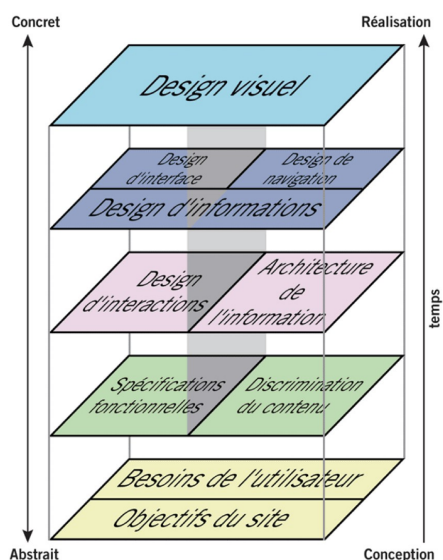 Concret
Réalisation
Design visuel
Design
d'interface
Design de
navigation
Design d'informations
Design
d'interactions
Architecture
de
l'information
temps
Spécifications
fonctionnelles
Discrimination
du contenu
Besoins de l'utilisateur
Objectifs du site
Abstrait
Conception